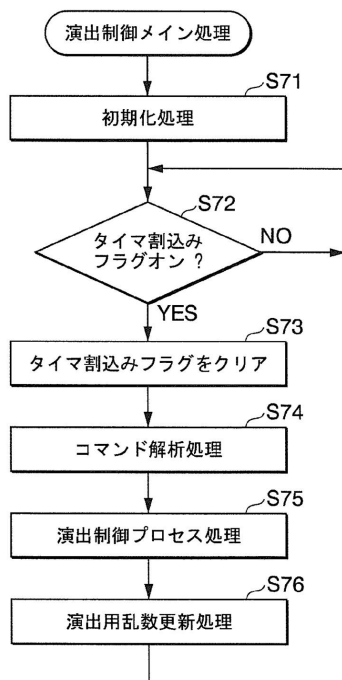 演出制御メイン処理
S71
初期化処理
S72
タイマ割込み
フラグオン ?
NO
YES
S73
タイマ割込みフラグをクリア
S74
コマンド解析処理
S75
演出制御プロセス処理
S76
演出用乱数更新処理